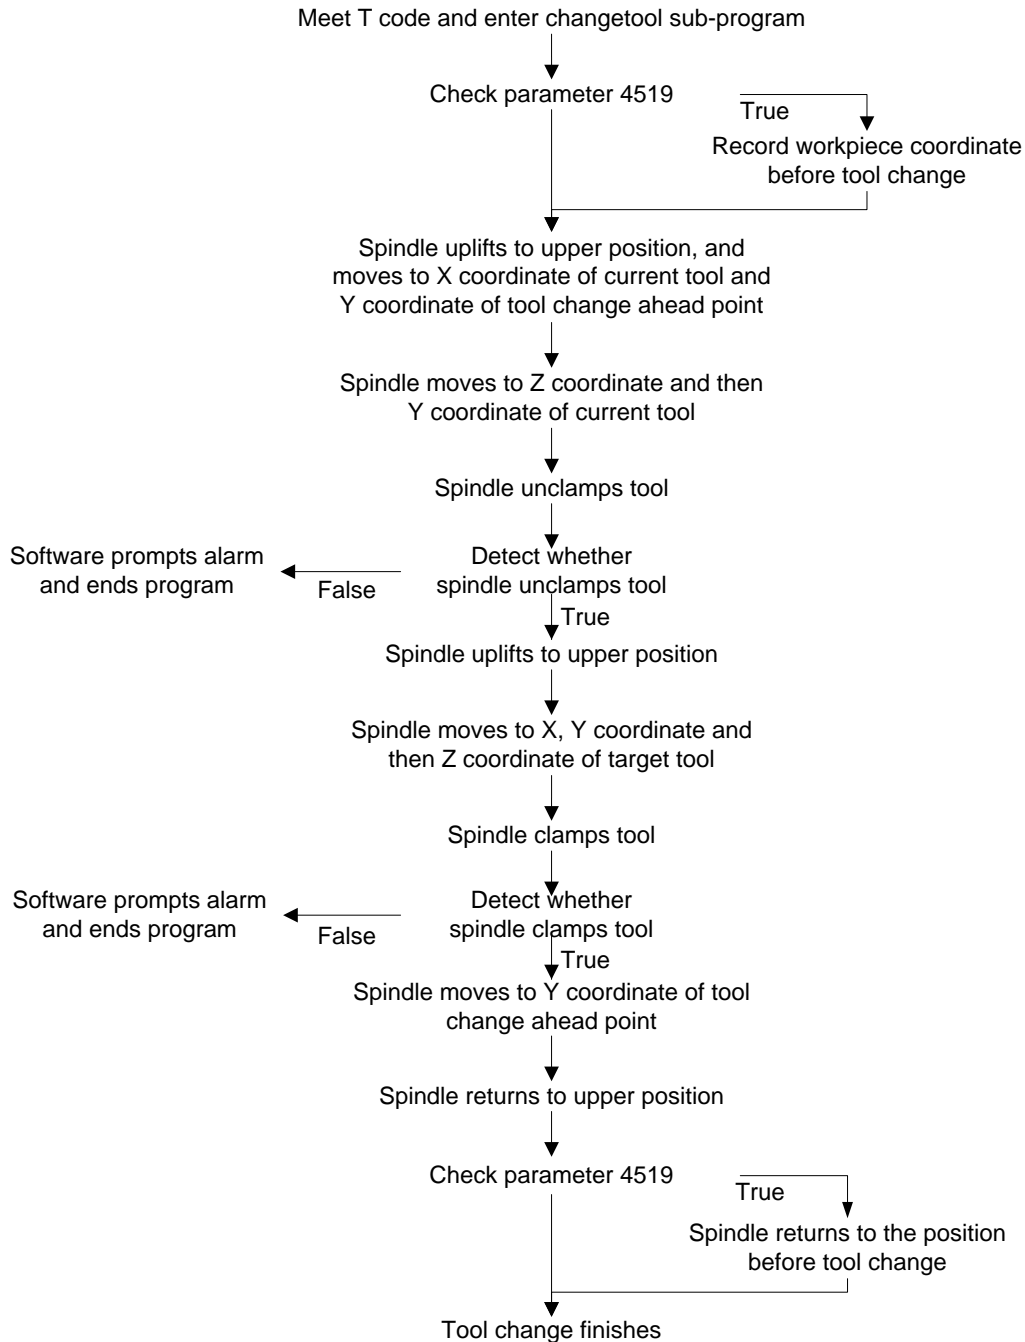 Meet T code and enter changetool sub-program
Check parameter 4519
True
Record workpiece coordinate
before tool change
Spindle uplifts to upper position, and
moves to X coordinate of current tool and
Y coordinate of tool change ahead point
Spindle moves to Z coordinate and then
Y coordinate of current tool
Spindle unclamps tool
Detect whether
spindle unclamps tool
False
Software prompts alarm
and ends program
True
Spindle uplifts to upper position
Spindle moves to X, Y coordinate and
then Z coordinate of target tool
Spindle clamps tool
Detect whether
spindle clamps tool
False
Software prompts alarm
and ends program
True
Spindle moves to Y coordinate of tool
change ahead point
Spindle returns to upper position
Check parameter 4519
True
Spindle returns to the position
before tool change
Tool change finishes